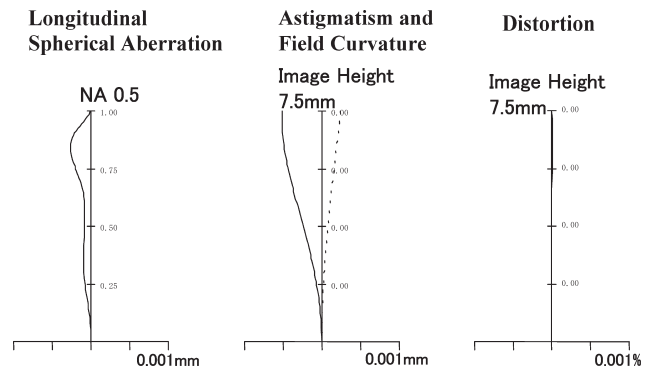 Longitudinal
Spherical Aberration
NA 0.5
1.00
0.75
0.50
0.25
0.001mm
Astigmatism and
Field Curvature
Image Height
7.5mm
0.00
0.00
0.00
0.00
0.001mm
Distortion
Image Height
7.5mm
0.00
0.00
0.00
0.00
0.001%